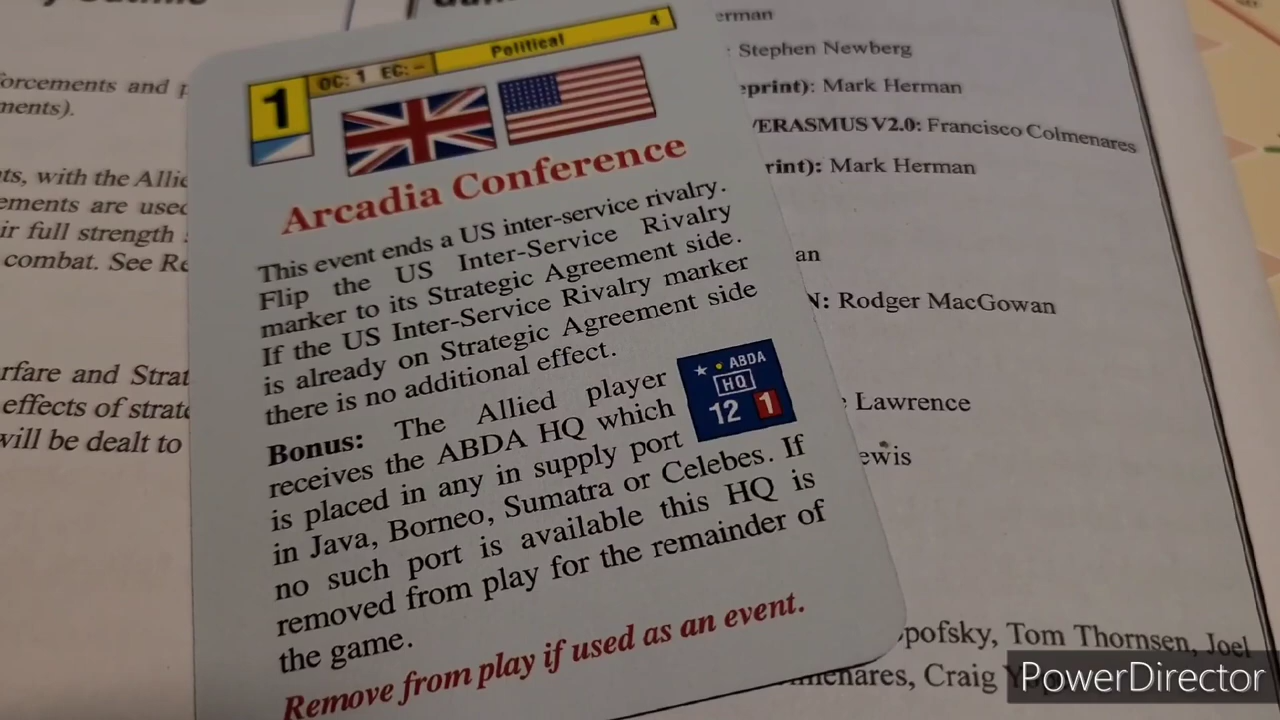 Political
4
1
OC: 1 EC: –
Arcadia Conference
This event ends a US inter-service rivalry.
Flip the US Inter-Service Rivalry
marker to its Strategic Agreement side.
If the US Inter-Service Rivalry marker
is already on Strategic Agreement side
there is no additional effect.
Bonus: The Allied player
receives the ABDA HQ which
is placed in any in supply port
in Java, Borneo, Sumatra or Celebes. If
no such port is available this HQ is
removed from play for the remainder of
the game.
Remove from play if used as an event.
ABDA
HQ
12 1
orcements and
ments).
ts, with the Allie
ements are used
ir full strength
combat. See Re
rfare and Strat
effects of strate
will be dealt to
erman
: Stephen Newberg
eprint): Mark Herman
/ERASMUS V2.0: Francisco Colmenares
rint): Mark Herman
an
N: Rodger MacGowan
Lawrence
ewis
pofsky, Tom Thornsen, Joel
menares, Craig
PowerDirector